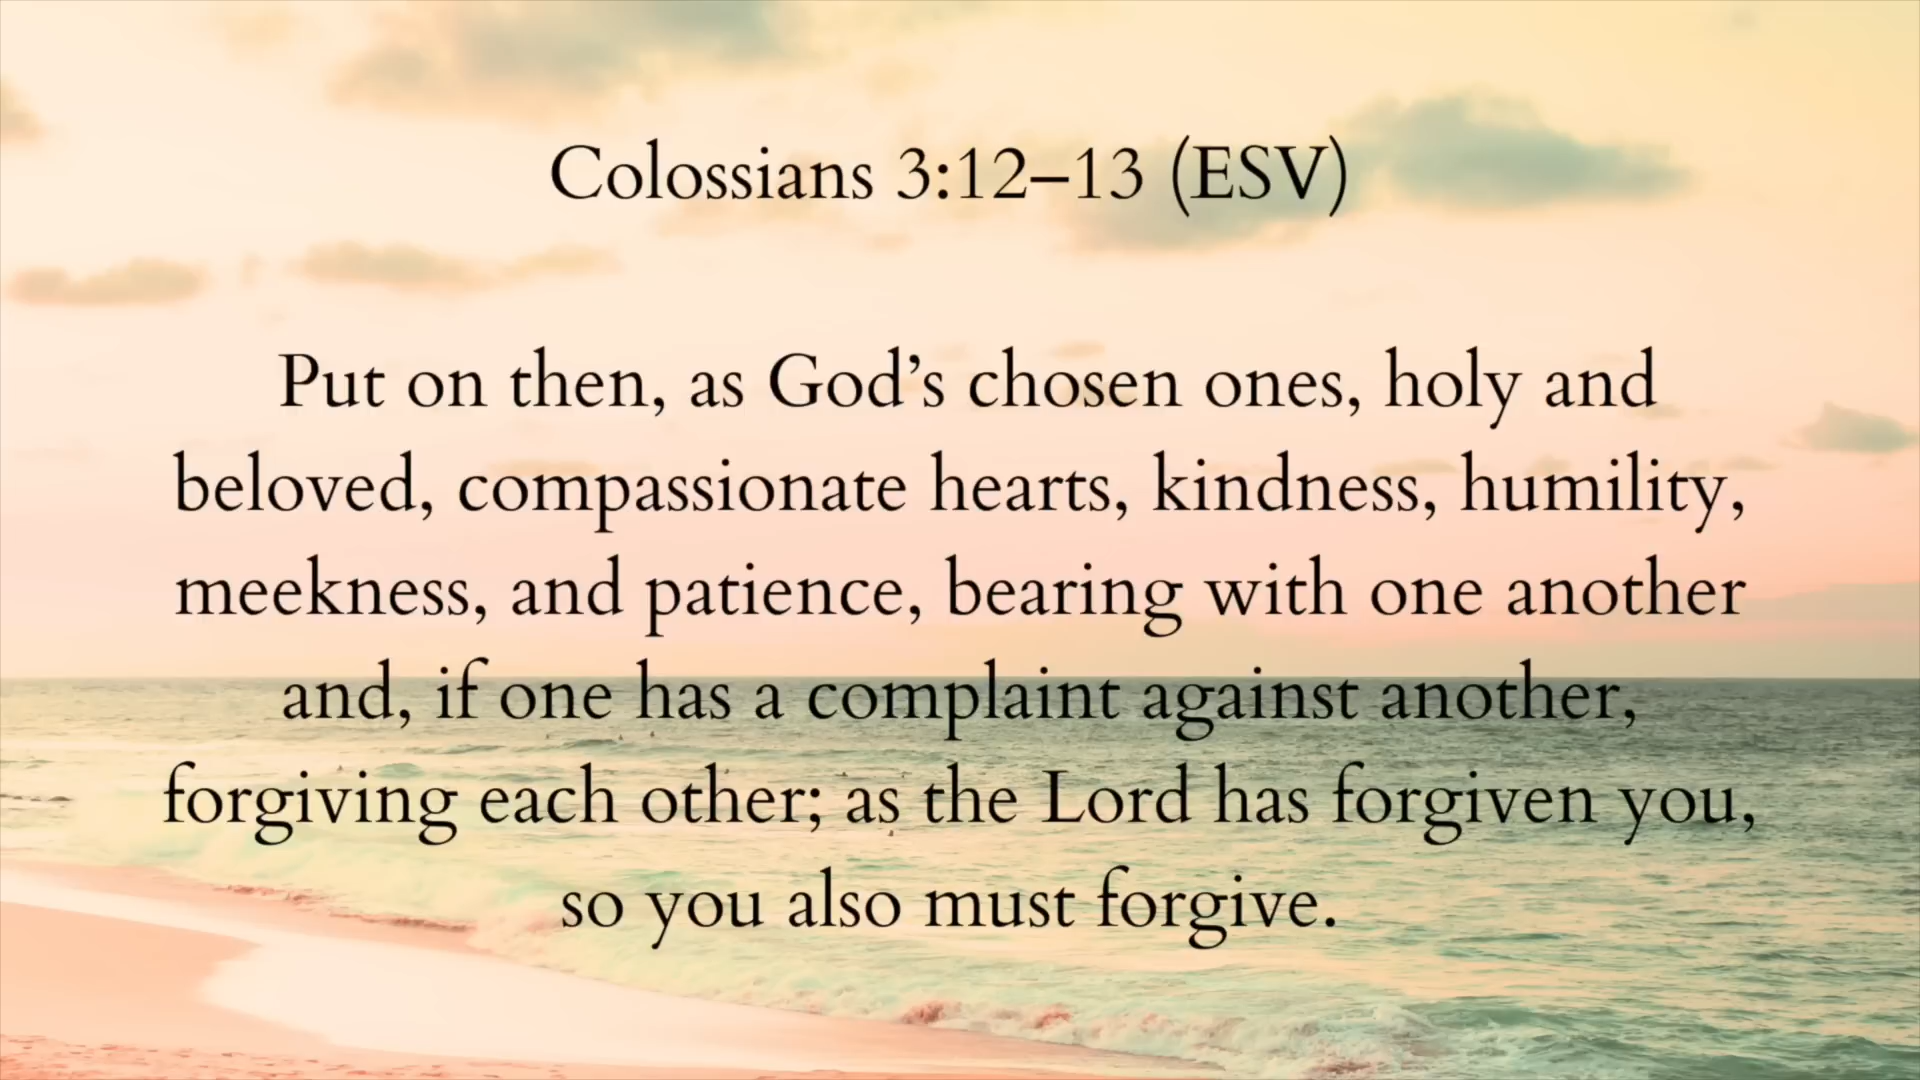 Colossians 3:12–13 (ESV)
Put on then, as God’s chosen ones, holy and
beloved, compassionate hearts, kindness, humility,
meekness, and patience, bearing with one another
and, if one has a complaint against another,
forgiving each other; as the Lord has forgiven you,
so you also must forgive.